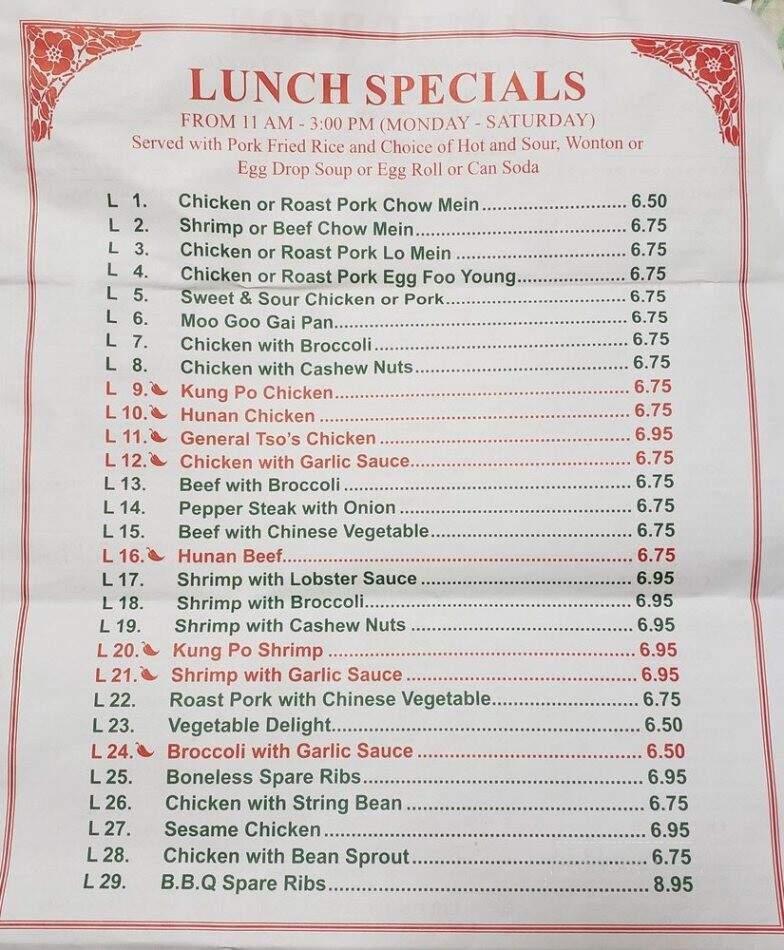 LUNCH SPECIALS
FROM 11 AM - 3:00 PM (MONDAY - SATURDAY)
Served with Pork Fried Rice and Choice of Hot and Sour, Wonton or
Egg Drop Soup or Egg Roll or Can Soda
L 1. Chicken or Roast Pork Chow Mein 6.50
L 2. Shrimp or Beef Chow Mein 6.75
L 3. Chicken or Roast Pork Lo Mein 6.75
L 4. Chicken or Roast Pork Egg Foo Young 6.75
L 5. Sweet & Sour Chicken or Pork 6.75
L 6. Moo Goo Gai Pan 6.75
L 7. Chicken with Broccoli 6.75
L 8. Chicken with Cashew Nuts 6.75
L 9. Kung Po Chicken 6.75
L 10. Hunan Chicken 6.75
L 11. General Tso's Chicken 6.95
L 12. Chicken with Garlic Sauce 6.75
L 13. Beef with Broccoli 6.75
L 14. Pepper Steak with Onion 6.75
L 15. Beef with Chinese Vegetable 6.75
L 16. Hunan Beef 6.75
L 17. Shrimp with Lobster Sauce 6.95
L 18. Shrimp with Broccoli 6.95
L 19. Shrimp with Cashew Nuts 6.95
L 20. Kung Po Shrimp 6.95
L 21. Shrimp with Garlic Sauce 6.95
L 22. Roast Pork with Chinese Vegetable 6.75
L 23. Vegetable Delight 6.50
L 24. Broccoli with Garlic Sauce 6.50
L 25. Boneless Spare Ribs 6.95
L 26. Chicken with String Bean 6.75
L 27. Sesame Chicken 6.95
L 28. Chicken with Bean Sprout 6.75
L 29. B.B.Q Spare Ribs 8.95